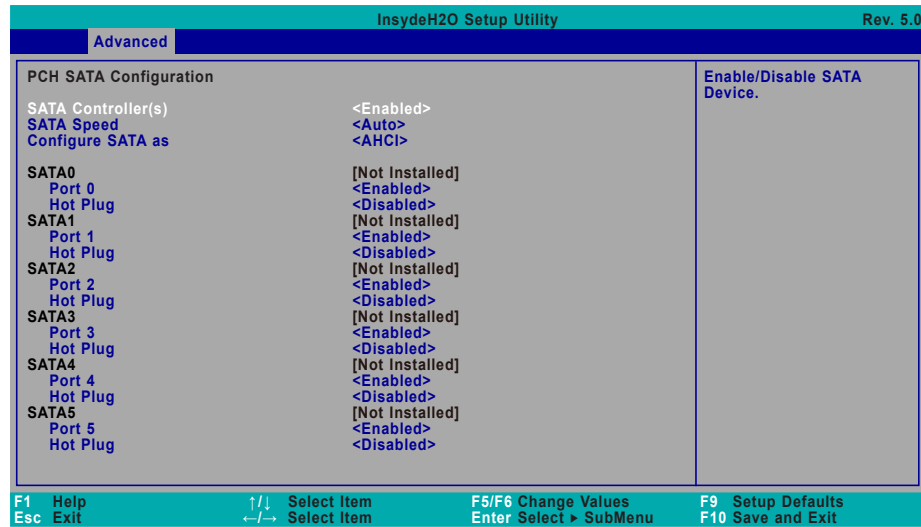 InsydeH2O Setup Utility Rev. 5.0
Advanced
PCH SATA Configuration
Enable/Disable SATA
Device.
SATA Controller(s) <Enabled>
SATA Speed <Auto>
Configure SATA as <AHCI>
SATA0 [Not Installed]
Port 0 <Enabled>
Hot Plug <Disabled>
SATA1 [Not Installed]
Port 1 <Enabled>
Hot Plug <Disabled>
SATA2 [Not Installed]
Port 2 <Enabled>
Hot Plug <Disabled>
SATA3 [Not Installed]
Port 3 <Enabled>
Hot Plug <Disabled>
SATA4 [Not Installed]
Port 4 <Enabled>
Hot Plug <Disabled>
SATA5 [Not Installed]
Port 5 <Enabled>
Hot Plug <Disabled>
F1 Help ↑/↓ Select Item F5/F6 Change Values F9 Setup Defaults
Esc Exit ←/→ Select Item Enter Select ▸ SubMenu F10 Save and Exit